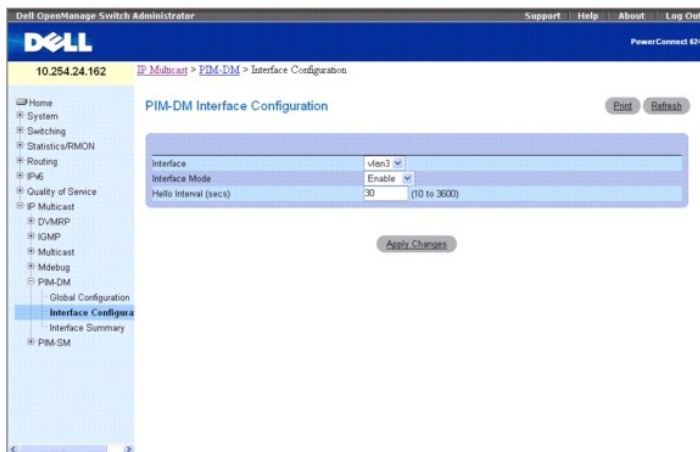 Dell OpenManage Switch Administrator Support Help About Log Out
DELL
PowerConnect 624
10.254.24.162
IP Multicast > PIM-DM > Interface Configuration
Home
System
Switching
Statistics/RMON
Routing
IPv6
Quality of Service
IP Multicast
DVMRP
IGMP
Multicast
Mdebug
PIM-DM
Global Configuration
Interface Configura
Interface Summary
PIM-SM
PIM-DM Interface Configuration
Print Refresh
Interface vlan3
Interface Mode Enable
Hello Interval (secs) 30 (10 to 3600)
Apply Changes